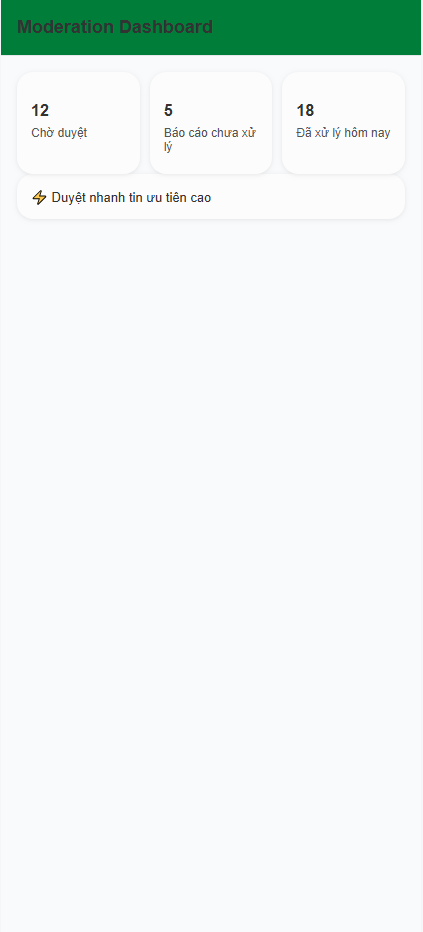 Moderation Dashboard
12
Chờ duyệt
5
Báo cáo chưa xử
lý
18
Đã xử lý hôm nay
⚡ Duyệt nhanh tin ưu tiên cao